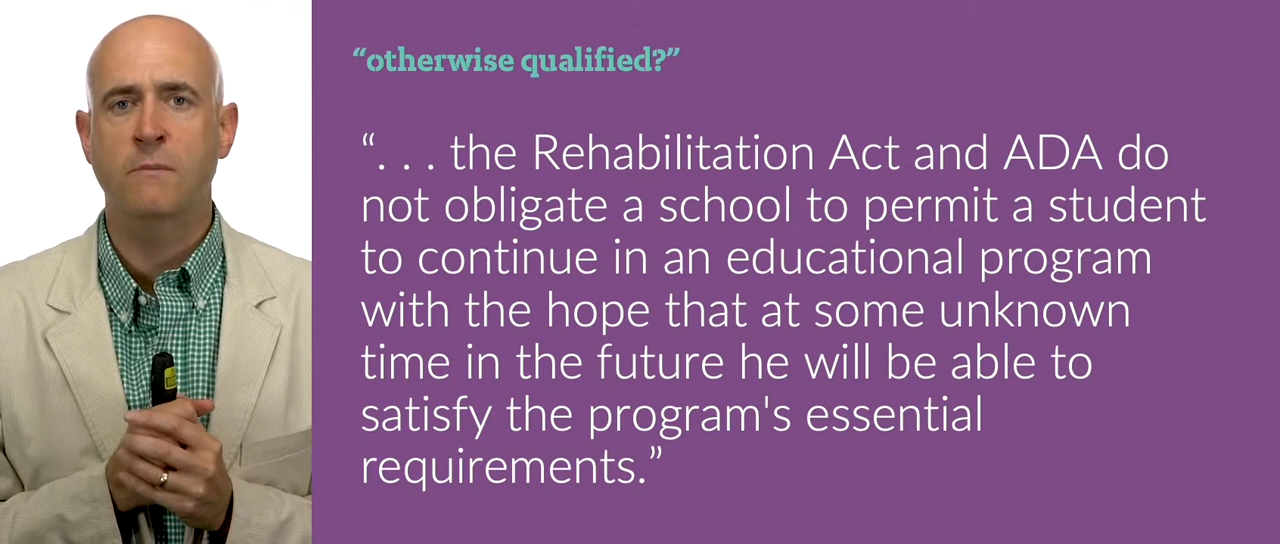 “otherwise qualified?”
“. . . the Rehabilitation Act and ADA do
not obligate a school to permit a student
to continue in an educational program
with the hope that at some unknown
time in the future he will be able to
satisfy the program's essential
requirements.”